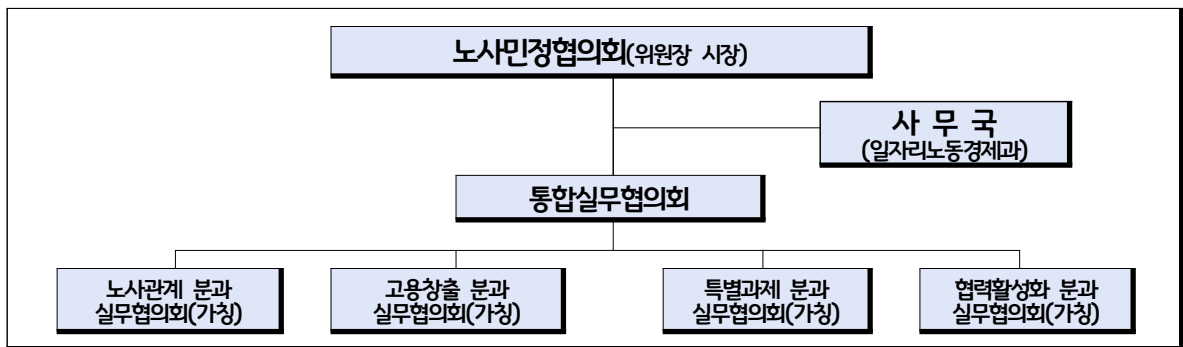 노사민정협의회(위원장 시장)
사 무 국
(일자리노동경제과)
통합실무협의회
노사관계 분과
실무협의회(가칭)
고용창출 분과
실무협의회(가칭)
특별과제 분과
실무협의회(가칭)
협력활성화 분과
실무협의회(가칭)